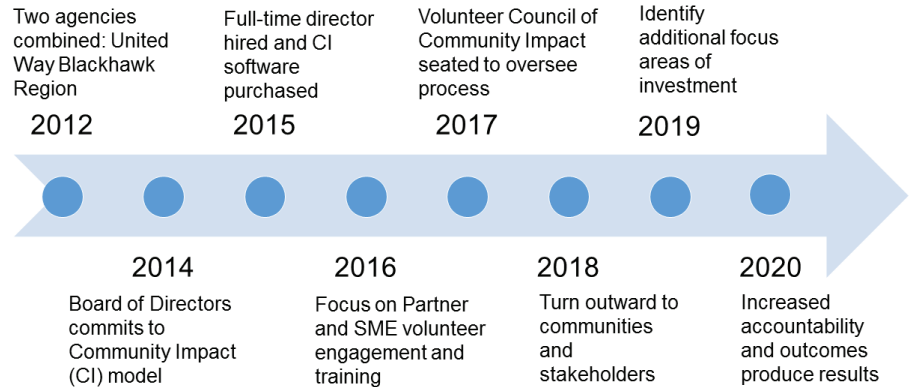 Two agencies
combined: United
Way Blackhawk
Region
2012
Full-time director
hired and CI
software
purchased
2015
Volunteer Council of
Community Impact
seated to oversee
process
2017
Identify
additional focus
areas of
investment
2019
2014
Board of Directors
commits to
Community Impact
(CI) model
2016
Focus on Partner
and SME volunteer
engagement and
training
2018
Turn outward to
communities
and
stakeholders
2020
Increased
accountability
and outcomes
produce results